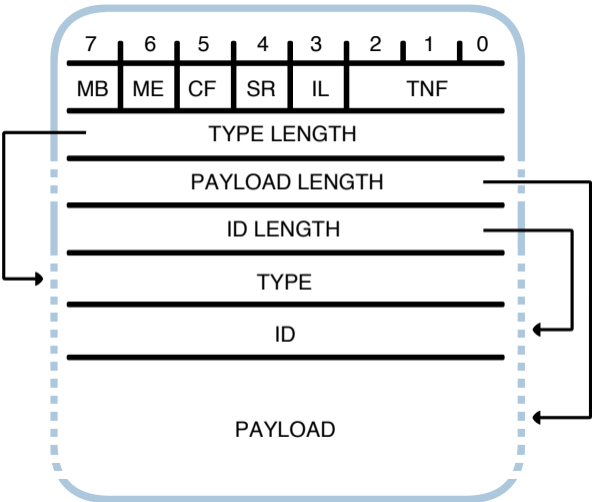 7 6 5 4 3 2 1 0
MB ME CF SR IL TNF
TYPE LENGTH
PAYLOAD LENGTH
ID LENGTH
TYPE
ID
PAYLOAD